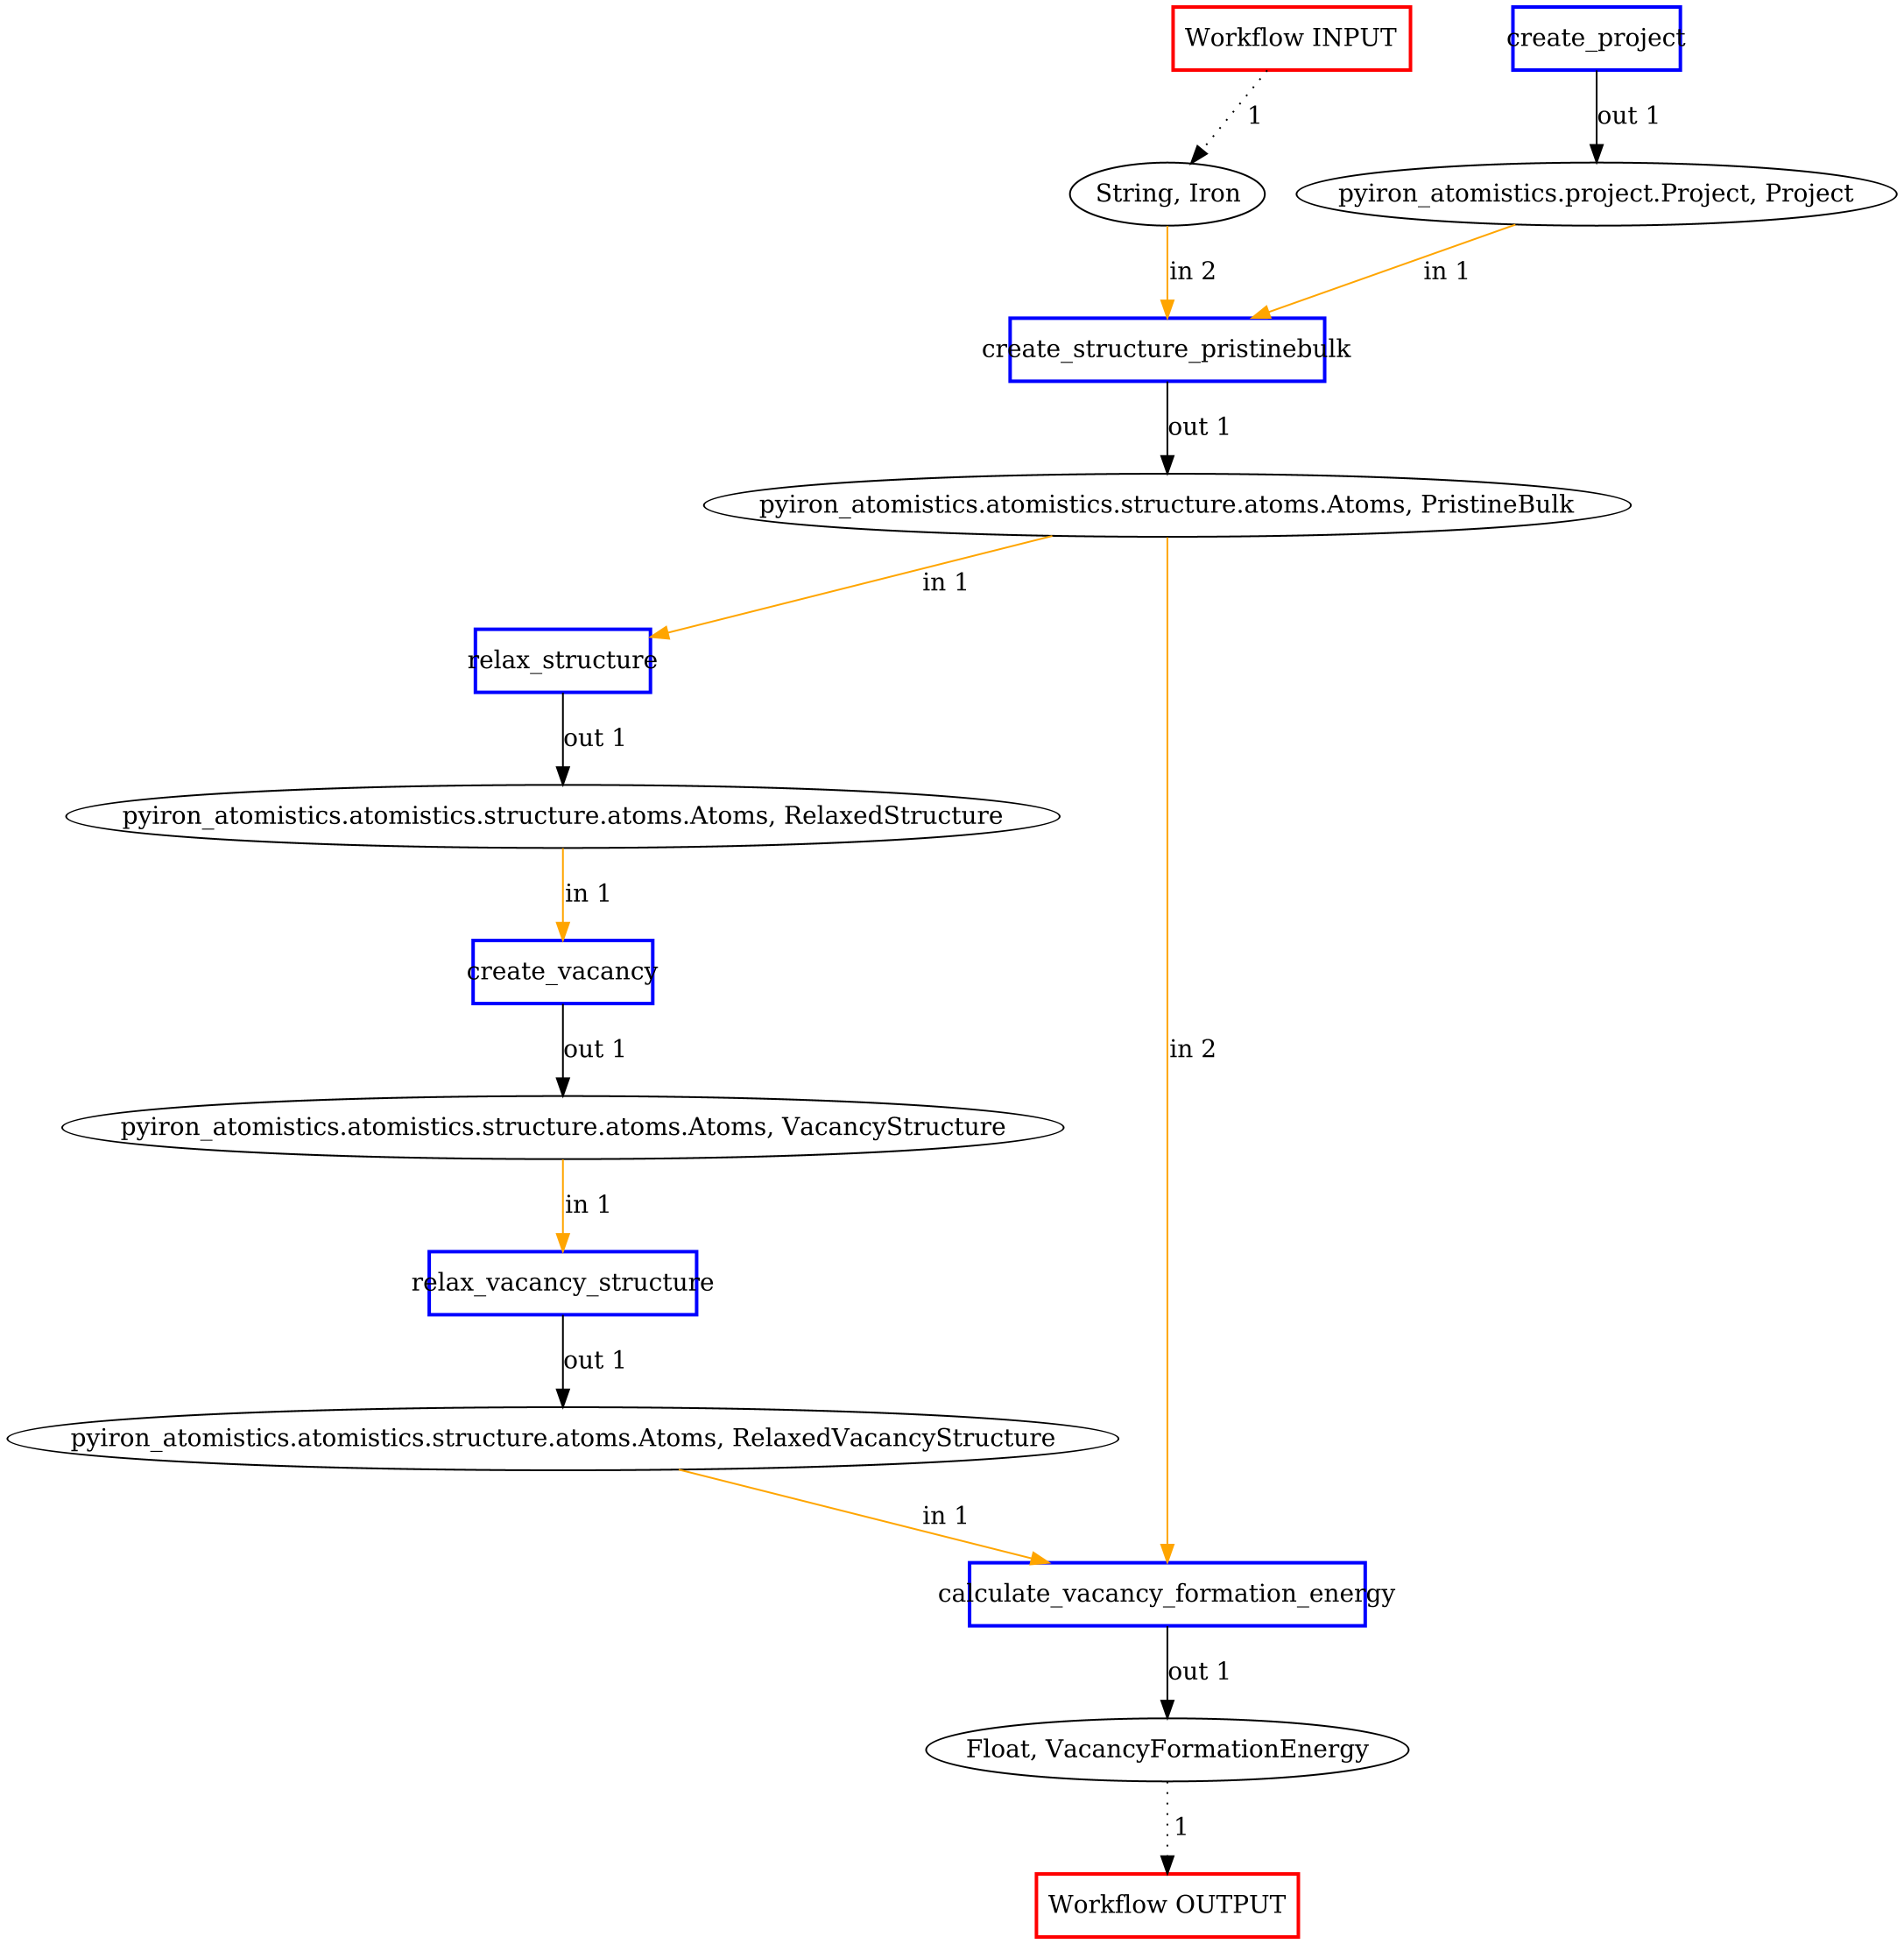 Workflow INPUT
create_project
1
out 1
String, Iron
pyiron_atomistics.project.Project, Project
in 2
in 1
create_structure_pristinebulk
out 1
pyiron_atomistics.atomistics.structure.atoms.Atoms, PristineBulk
in 1
relax_structure
out 1
pyiron_atomistics.atomistics.structure.atoms.Atoms, RelaxedStructure
in 1
create_vacancy
out 1
in 2
pyiron_atomistics.atomistics.structure.atoms.Atoms, VacancyStructure
in 1
relax_vacancy_structure
out 1
pyiron_atomistics.atomistics.structure.atoms.Atoms, RelaxedVacancyStructure
in 1
calculate_vacancy_formation_energy
out 1
Float, VacancyFormationEnergy
1
Workflow OUTPUT